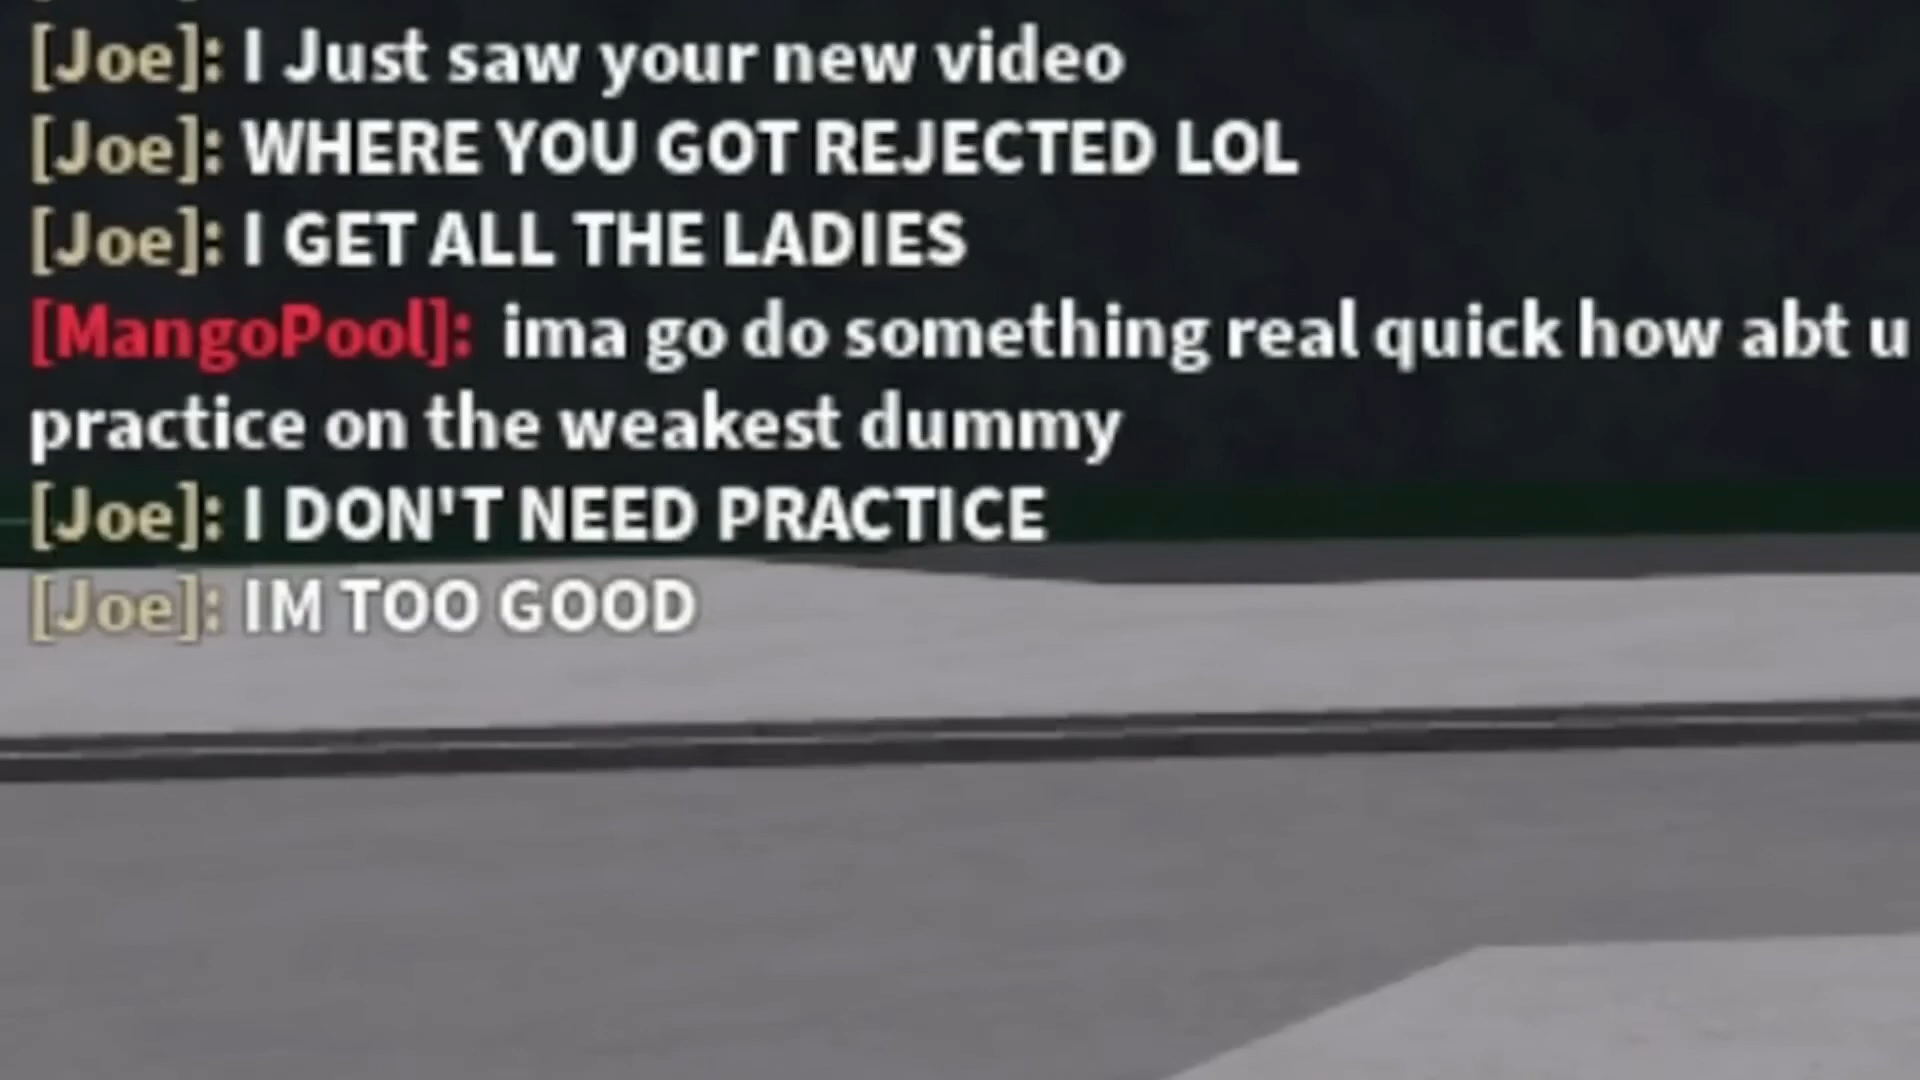 [Joe]: I Just saw your new video
[Joe]: WHERE YOU GOT REJECTED LOL
[Joe]: I GET ALL THE LADIES
[MangoPool]: ima go do something real quick how abt u
practice on the weakest dummy
[Joe]: I DON'T NEED PRACTICE
[Joe]: IM TOO GOOD